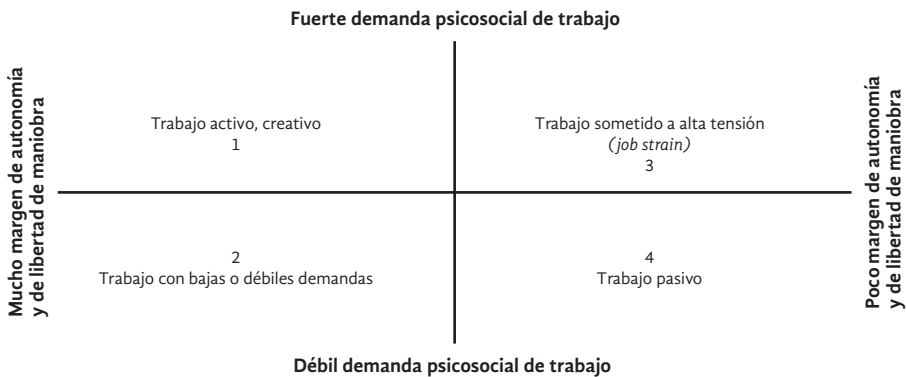 Fuerte demanda psicosocial de trabajo
Mucho margen de autonomía
y de libertad de maniobra
Trabajo activo, creativo
1
Trabajo sometido a alta tensión
(job strain)
3
2
Trabajo con bajas o débiles demandas
4
Trabajo pasivo
Poco margen de autonomía
y de libertad de maniobra
Débil demanda psicosocial de trabajo